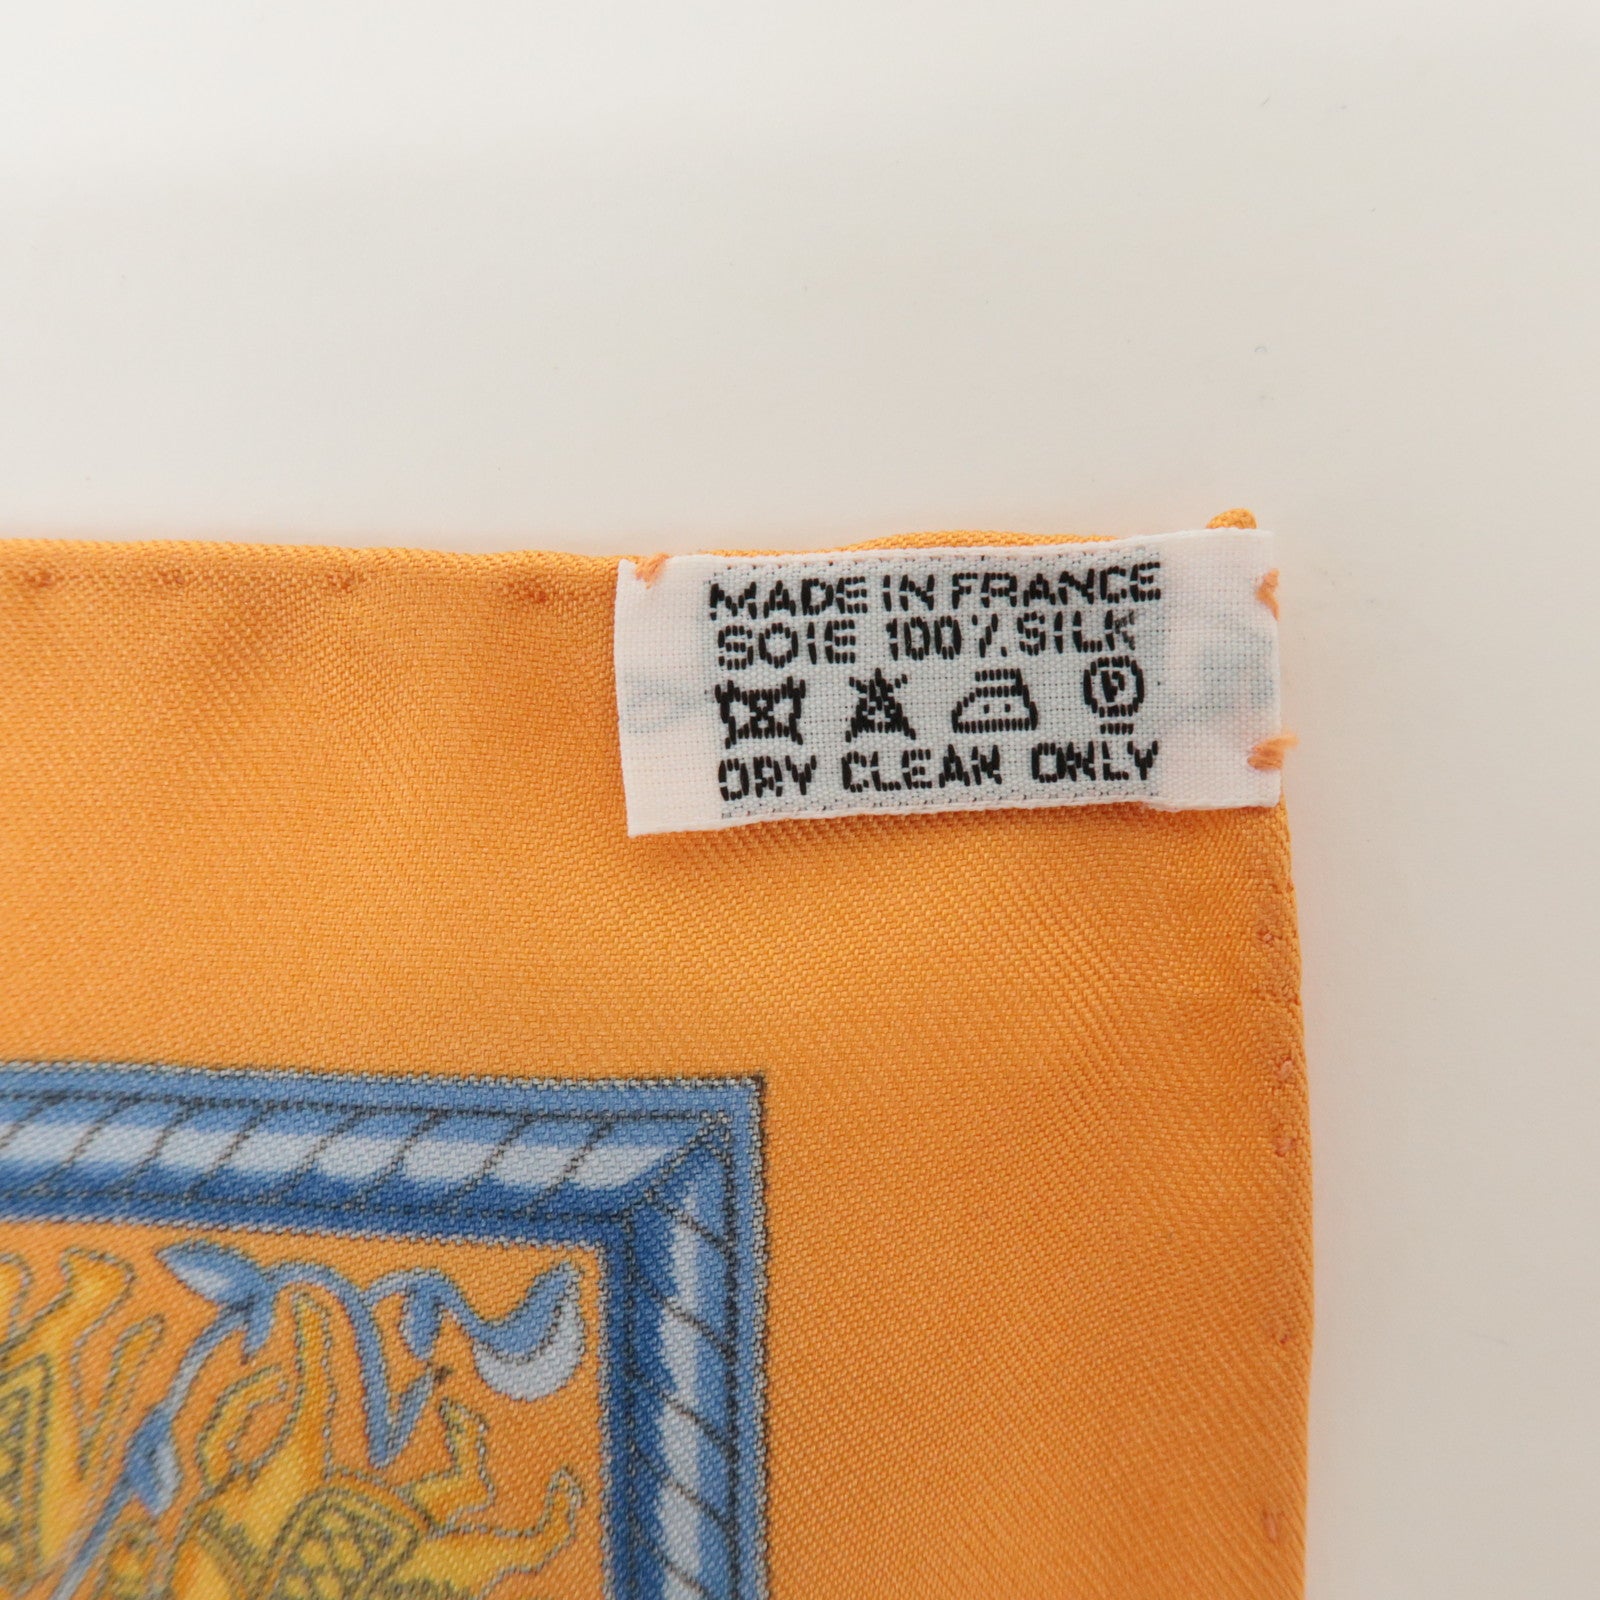 MADE IN FRANCE
SOIE 100% SILK
P
DRY CLEAN ONLY